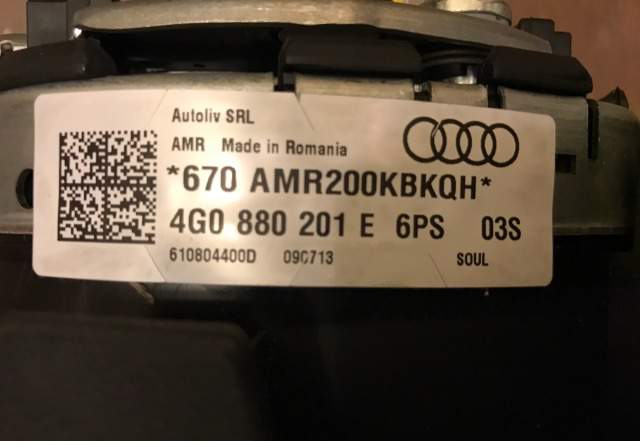 Autoliv SRL
AMR Made in Romania
*670 AMR200KBKQH*
4G0 880 201 E 6PS 03S
610804400D 09C713 SOUL